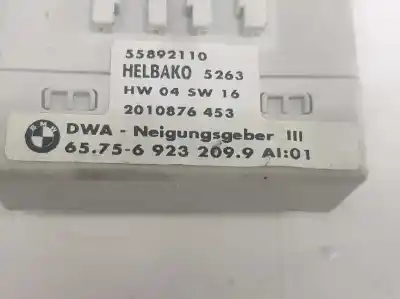 55892110
HELBAKO 5263
HW 04 SW 16
2010876 453
BMW
DWA - Neigungsgeber III
65.75-6 923 209.9 AI:01